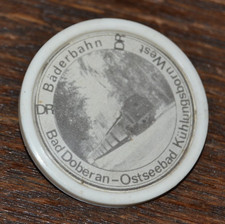 Bäderbahn
DR
DR
Bad Doberan-Ostseebad Kühlungsborn West